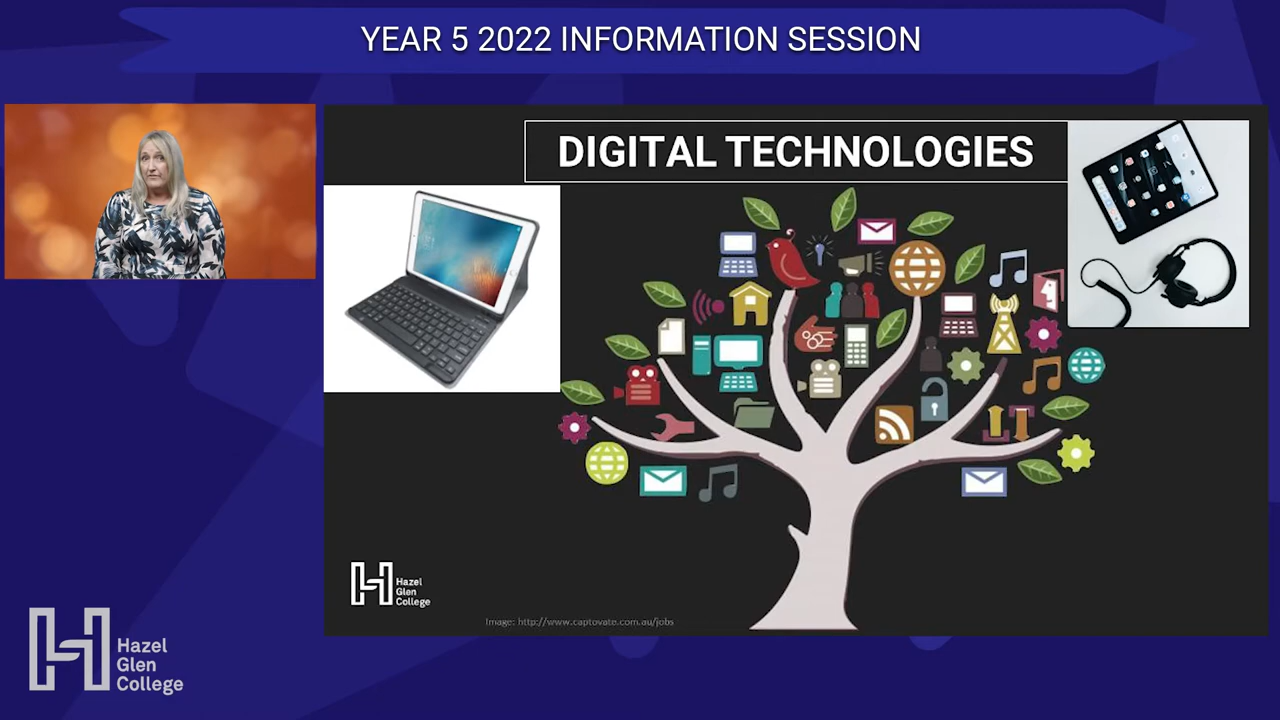 YEAR 5 2022 INFORMATION SESSION
DIGITAL TECHNOLOGIES
Hazel
Glen
College
Image: http://www.captovate.com.au/jobs
Hazel
Glen
College